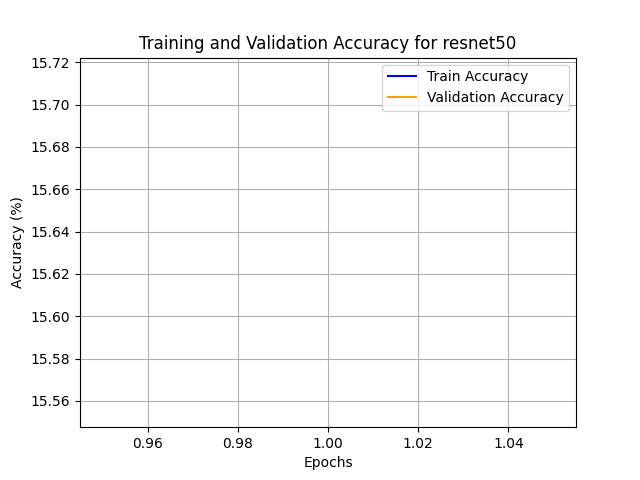 Training and Validation Accuracy for resnet50
Train Accuracy
Validation Accuracy
Accuracy (%)
15.72
15.70
15.68
15.66
15.64
15.62
15.60
15.58
15.56
0.96 0.98 1.00 1.02 1.04
Epochs